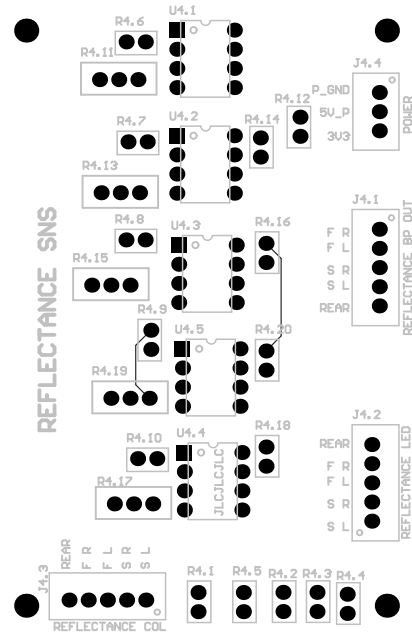 U4.1
R4.6
R4.11
J4.4
P_GND
5V_P
3V3
POWER
R4.12
U4.2
R4.7
R4.14
R4.13
J4.1
F R
F L
S R
S L
REAR
REFLECTANCE BP OUT
R4.8
U4.3
R4.16
R4.15
REFLECTANCE SNS
R4.9
U4.5
R4.20
R4.19
J4.2
REAR
F R
F L
S R
S L
REFLECTANCE LED
U4.4
R4.18
R4.10
JLCJLCJLCJLC
R4.17
REAR
F R
F L
S R
S L
J4.3
REFLECTANCE COL
R4.1
R4.5
R4.2
R4.3
R4.4